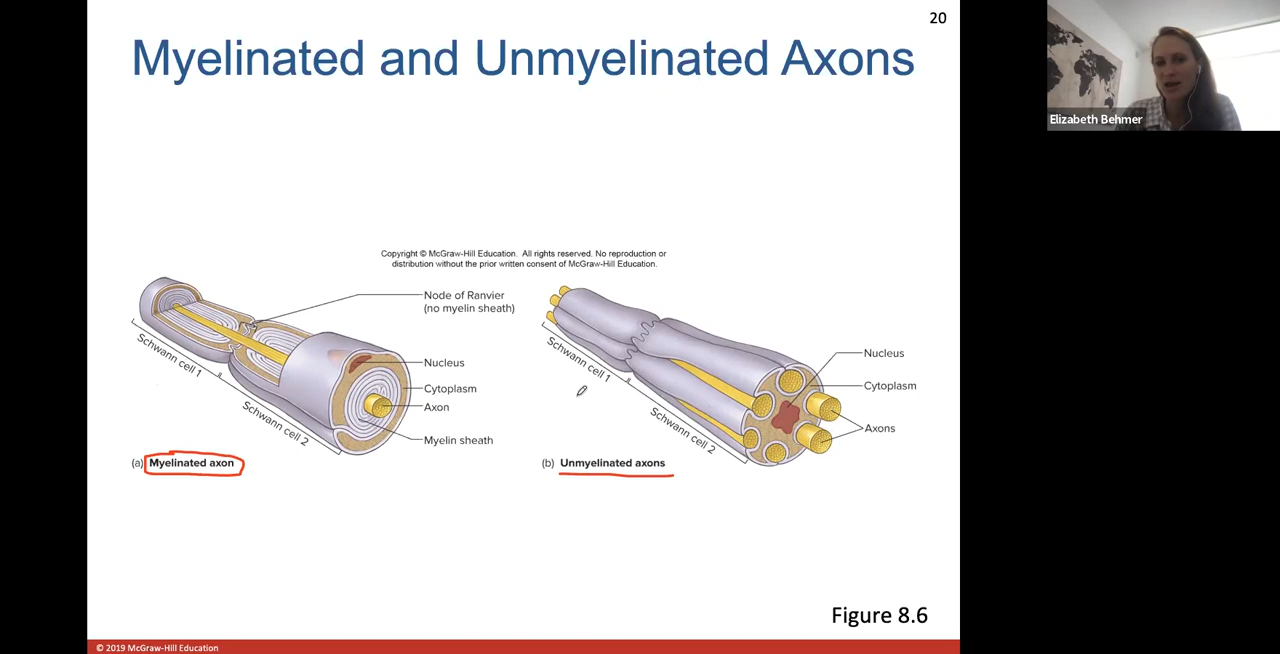 20
Myelinated and Unmyelinated Axons
Elizabeth Behmer
Copyright © McGraw-Hill Education. All rights reserved. No reproduction or
distribution without the prior written consent of McGraw-Hill Education.
Node of Ranvier
(no myelin sheath)
Nucleus
Cytoplasm
Axon
Myelin sheath
Schwann cell 1
Schwann cell 2
(a) Myelinated axon
Nucleus
Cytoplasm
Axons
Schwann cell 1
Schwann cell 2
(b) Unmyelinated axons
Figure 8.6
© 2019 McGraw-Hill Education